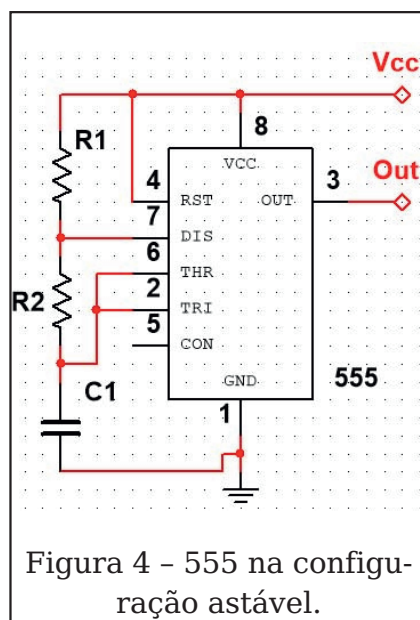 Vcc
R1
8
VCC
4
RST
OUT
3
Out
7
DIS
6
THR
R2
2
TRI
5
CON
C1
GND
555
1
Figura 4 – 555 na configu-
ração astável.